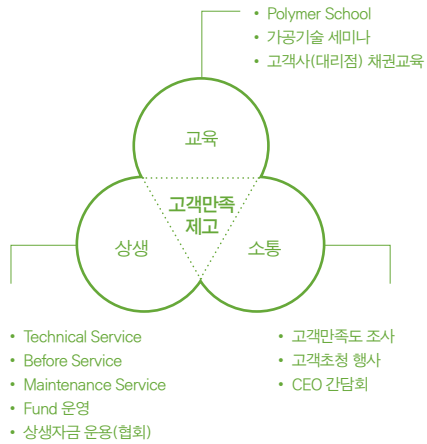 • Polymer School
• 가공기술 세미나
• 고객사(대리점) 채권교육
교육
고객만족
제고
상생
소통
• Technical Service
• Before Service
• Maintenance Service
• Fund 운영
• 상생자금 운용(협회)
• 고객만족도 조사
• 고객초청 행사
• CEO 간담회